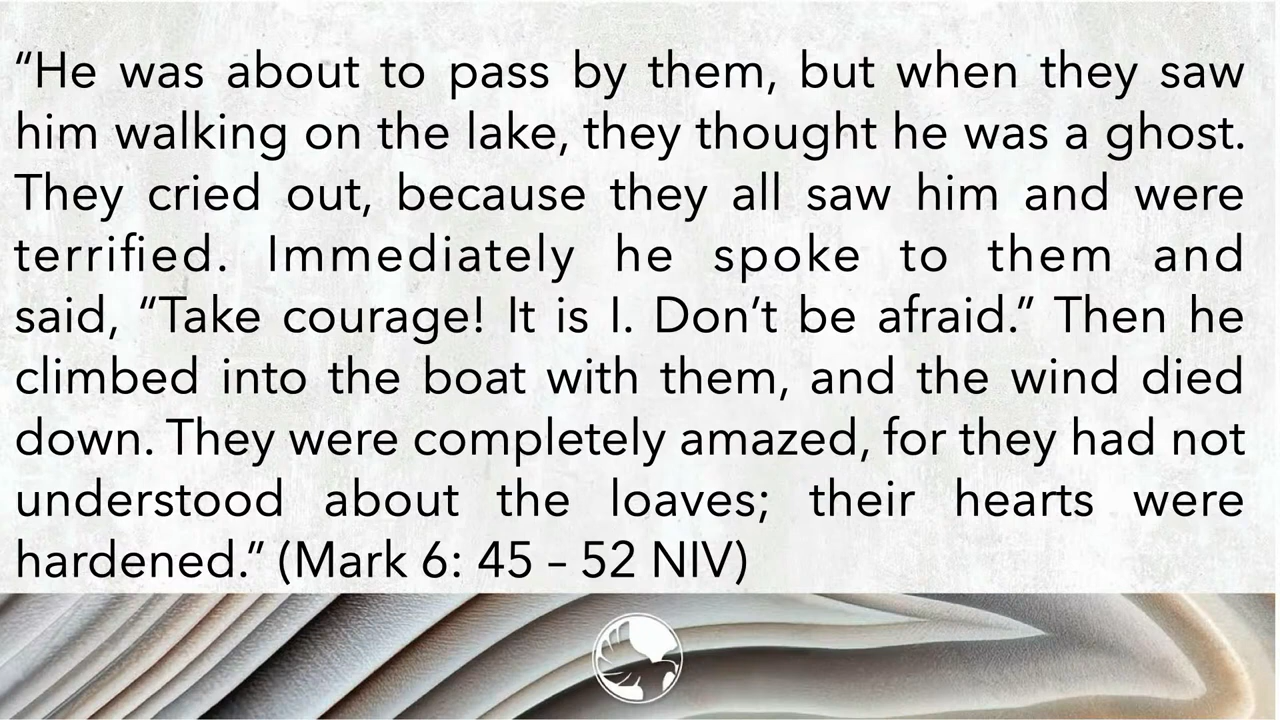 “He was about to pass by them, but when they saw
him walking on the lake, they thought he was a ghost.
They cried out, because they all saw him and were
terrified. Immediately he spoke to them and
said, “Take courage! It is I. Don’t be afraid.” Then he
climbed into the boat with them, and the wind died
down. They were completely amazed, for they had not
understood about the loaves; their hearts were
hardened.” (Mark 6: 45 – 52 NIV)